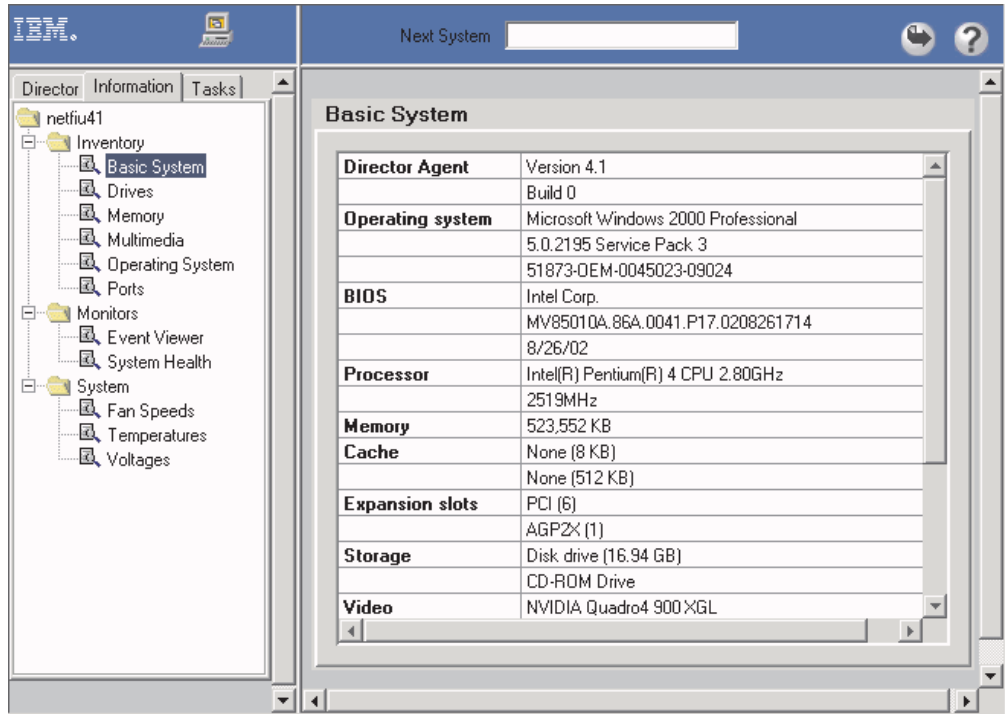 IBM.
Next System
Director Information Tasks
netfiu41
Inventory
Basic System
Drives
Memory
Multimedia
Operating System
Ports
Monitors
Event Viewer
System Health
System
Fan Speeds
Temperatures
Voltages
Basic System
Director Agent Version 4.1
Build 0
Operating system Microsoft Windows 2000 Professional
5.0.2195 Service Pack 3
51873-OEM-0045023-09024
BIOS Intel Corp.
MV85010A.86A.0041.P17.0208261714
8/26/02
Processor Intel(R) Pentium(R) 4 CPU 2.80GHz
2519MHz
Memory 523,552 KB
Cache None (8 KB)
None (512 KB)
Expansion slots PCI (6)
AGP2X (1)
Storage Disk drive (16.94 GB)
CD-ROM Drive
Video NVIDIA Quadro4 900 XGL